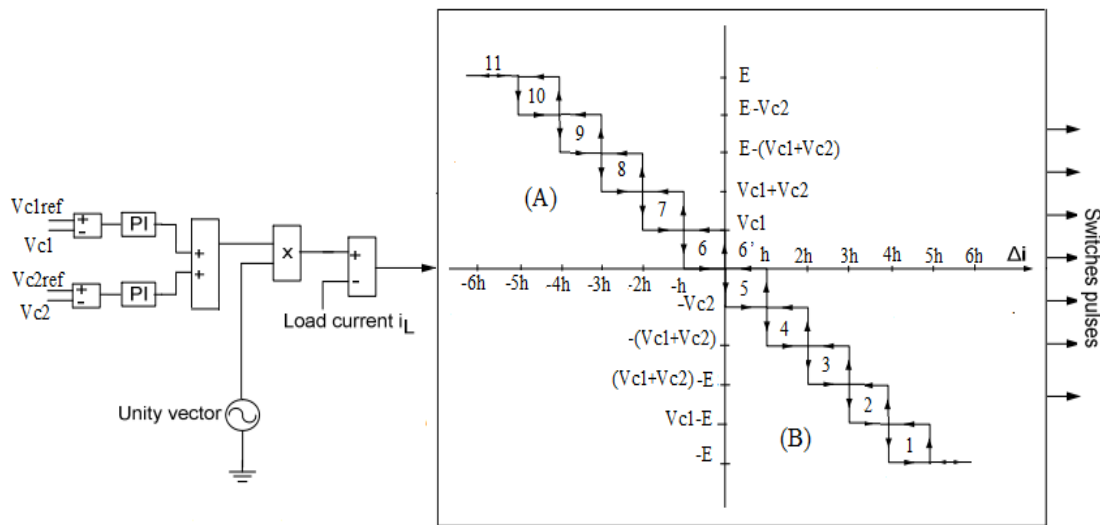 Vc1ref
Vc1
+
-
PI
Vc2ref
Vc2
+
-
PI
+
+
x
+
-
Load current iL
Unity vector
11
10
9
8
7
6
6'
5
4
3
2
1
(A)
(B)
E
E-Vc2
E-(Vc1+Vc2)
Vc1+Vc2
Vc1
-Vc2
-(Vc1+Vc2)
(Vc1+Vc2)-E
Vc1-E
-E
-6h -5h -4h -3h -2h -h h 2h 3h 4h 5h 6h Δi
Switches pulses